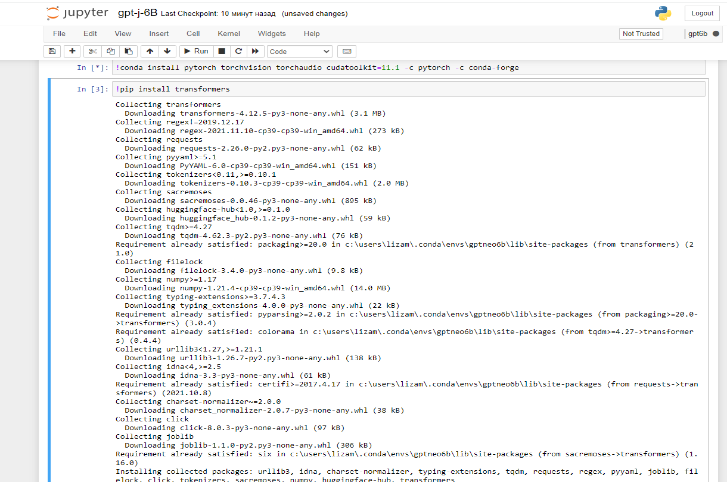 jupyter gpt-j-6B Last Checkpoint: 10 минут назад (unsaved changes)
Logout
File Edit View Insert Cell Kernel Widgets Help
Not Trusted
gpt6b
Run
Code
In [*]: !conda install pytorch torchvision torchaudio cudatoolkit=11.1 -c pytorch -c conda-forge
In [3]: !pip install transformers
Collecting transformers
Downloading transformers-4.12.5-py3-none-any.whl (3.1 MB)
Collecting regex!=2019.12.17
Downloading regex-2021.11.10-cp39-cp39-win_amd64.whl (273 kB)
Collecting requests
Downloading requests-2.26.0-py2.py3-none-any.whl (62 kB)
Collecting pyyaml>=5.1
Downloading PyYAML-6.0-cp39-cp39-win_amd64.whl (151 kB)
Collecting tokenizers<0.11,>=0.10.1
Downloading tokenizers-0.10.3-cp39-cp39-win_amd64.whl (2.0 MB)
Collecting sacremoses
Downloading sacremoses-0.0.46-py3-none-any.whl (895 kB)
Collecting huggingface-hub<1.0,>=0.1.0
Downloading huggingface_hub-0.1.2-py3-none-any.whl (59 kB)
Collecting tqdm>=4.27
Downloading tqdm-4.62.3-py2.py3-none-any.whl (76 kB)
Requirement already satisfied: packaging>=20.0 in c:\users\lizam\.conda\envs\gptneo6b\lib\site-packages (from transformers) (2
1.0)
Collecting filelock
Downloading filelock-3.4.0-py3-none-any.whl (9.8 kB)
Collecting numpy>=1.17
Downloading numpy-1.21.4-cp39-cp39-win_amd64.whl (14.0 MB)
Collecting typing-extensions>=3.7.4.3
Downloading typing_extensions-4.0.0-py3-none-any.whl (22 kB)
Requirement already satisfied: pyparsing>=2.0.2 in c:\users\lizam\.conda\envs\gptneo6b\lib\site-packages (from packaging>=20.0-
>transformers) (3.0.4)
Requirement already satisfied: colorama in c:\users\lizam\.conda\envs\gptneo6b\lib\site-packages (from tqdm>=4.27->transformer
s) (0.4.4)
Collecting urllib3<1.27,>=1.21.1
Downloading urllib3-1.26.7-py2.py3-none-any.whl (138 kB)
Collecting idna<4,>=2.5
Downloading idna-3.3-py3-none-any.whl (61 kB)
Requirement already satisfied: certifi>=2017.4.17 in c:\users\lizam\.conda\envs\gptneo6b\lib\site-packages (from requests->tran
sformers) (2021.10.8)
Collecting charset-normalizer~=2.0.0
Downloading charset_normalizer-2.0.7-py3-none-any.whl (38 kB)
Collecting click
Downloading click-8.0.3-py3-none-any.whl (97 kB)
Collecting joblib
Downloading joblib-1.1.0-py2.py3-none-any.whl (306 kB)
Requirement already satisfied: six in c:\users\lizam\.conda\envs\gptneo6b\lib\site-packages (from sacremoses->transformers) (1.
16.0)
Installing collected packages: urllib3, idna, charset-normalizer, typing-extensions, tqdm, requests, regex, pyyaml, joblib, fil
elock, click, tokenizers, sacremoses, numpy, huggingface-hub, transformers